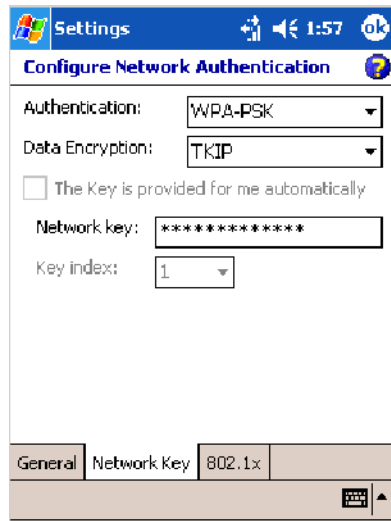 Settings 1:57 ok
Configure Network Authentication ?
Authentication: WPA-PSK
Data Encryption: TKIP
The Key is provided for me automatically
Network key: *************
Key index: 1
General Network Key 802.1x